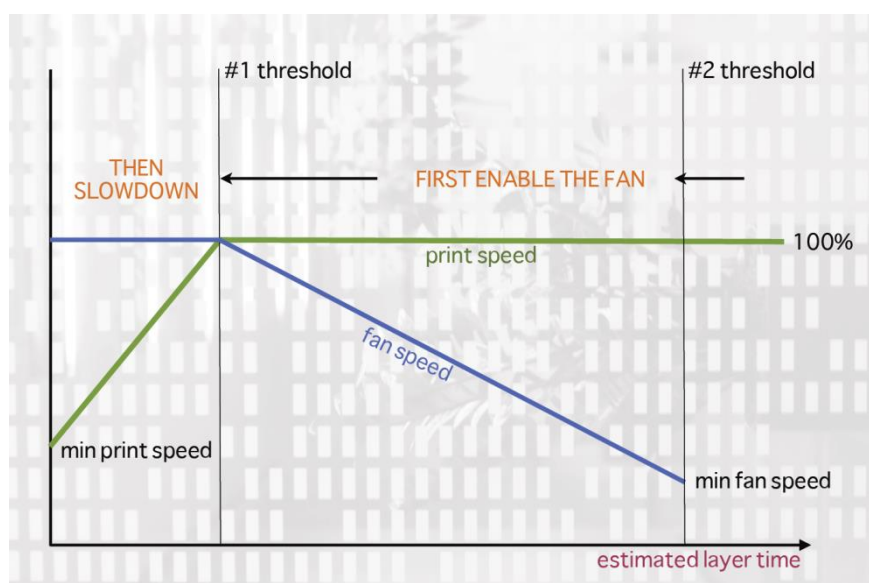 #1 threshold
#2 threshold
THEN
SLOWDOWN
FIRST ENABLE THE FAN
100%
print speed
fan speed
min print speed
min fan speed
estimated layer time